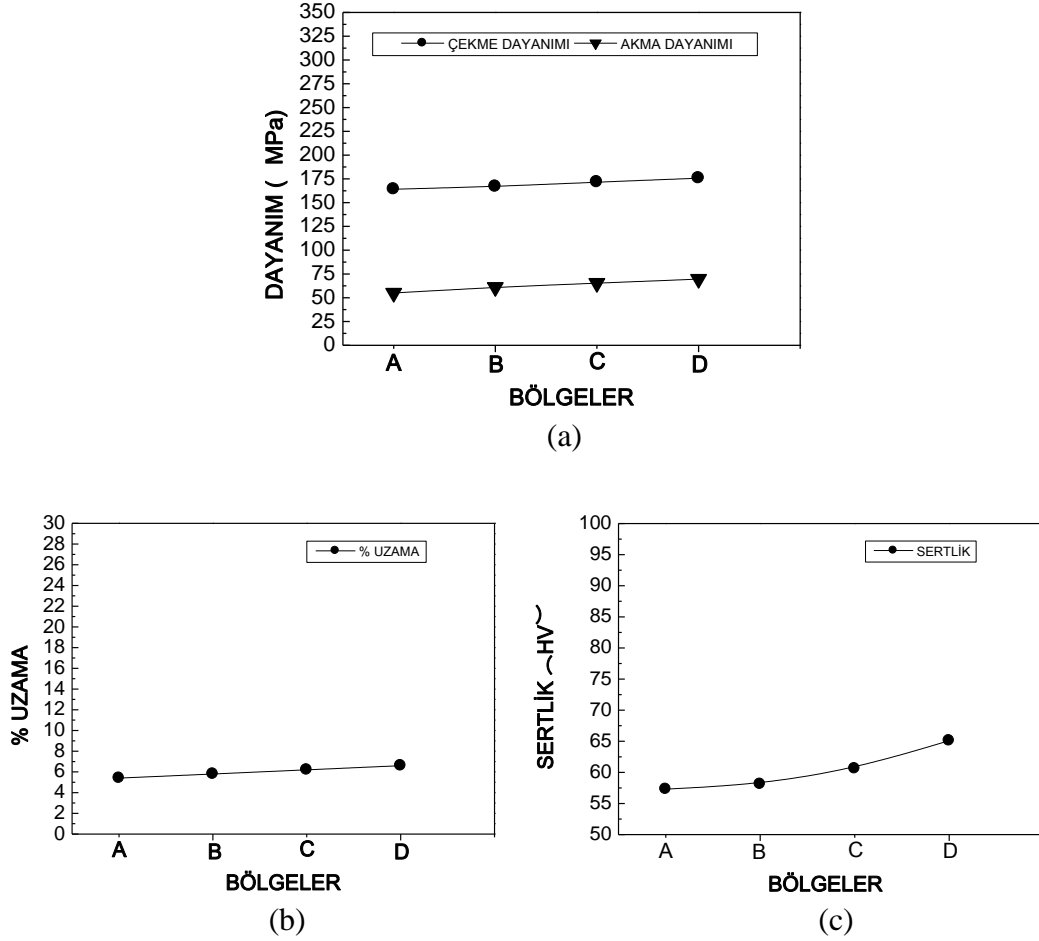 350
325
300
275
250
225
200
175
150
125
100
75
50
25
0
DAYANIM ( MPa)
ÇEKME DAYANIMI AKMA DAYANIMI
A B C D
BÖLGELER
(a)
30
28
26
24
22
20
18
16
14
12
10
8
6
4
2
0
% UZAMA
% UZAMA
A B C D
BÖLGELER
(b)
100
95
90
85
80
75
70
65
60
55
50
SERTLİK (HV)
SERTLİK
A B C D
BÖLGELER
(c)